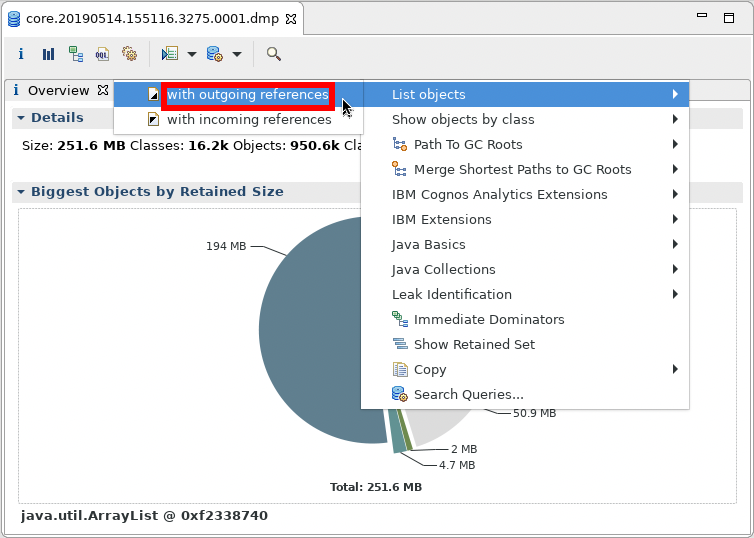 core.20190514.155116.3275.0001.dmp
Overview
with outgoing references
with incoming references
List objects
Show objects by class
Path To GC Roots
Merge Shortest Paths to GC Roots
IBM Cognos Analytics Extensions
IBM Extensions
Java Basics
Java Collections
Leak Identification
Immediate Dominators
Show Retained Set
Copy
Search Queries...
Details
Size: 251.6 MB Classes: 16.2k Objects: 950.6k
Biggest Objects by Retained Size
194 MB
50.9 MB
2 MB
4.7 MB
Total: 251.6 MB
java.util.ArrayList @ 0xf2338740